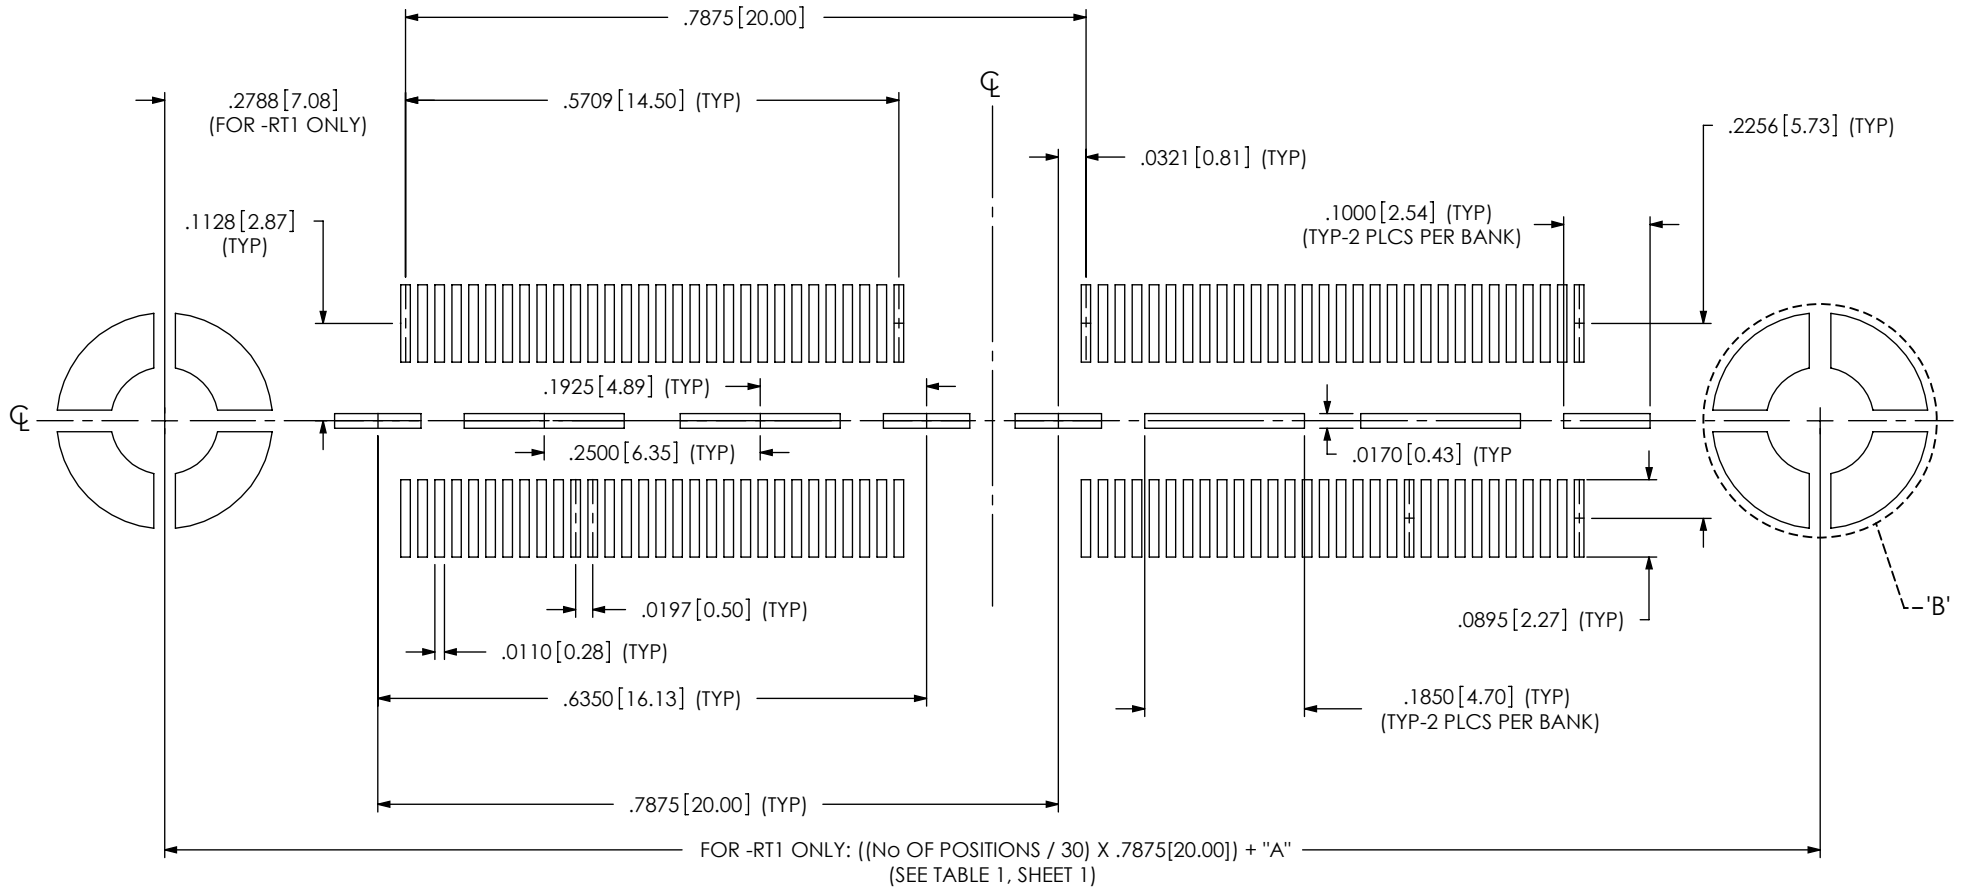 .7875[20.00]
℄
.2788[7.08]
(FOR -RT1 ONLY)
.5709[14.50] (TYP)
.2256[5.73] (TYP)
.0321[0.81] (TYP)
.1128[2.87]
(TYP)
.1000[2.54] (TYP)
(TYP-2 PLCS PER BANK)
.1925[4.89] (TYP)
℄
.2500[6.35] (TYP)
.0170[0.43] (TYP
.0197[0.50] (TYP)
'B'
.0895[2.27] (TYP)
.0110[0.28] (TYP)
.6350[16.13] (TYP)
.1850[4.70] (TYP)
(TYP-2 PLCS PER BANK)
.7875[20.00] (TYP)
FOR -RT1 ONLY: ((No OF POSITIONS / 30) X .7875[20.00]) + "A"
(SEE TABLE 1, SHEET 1)